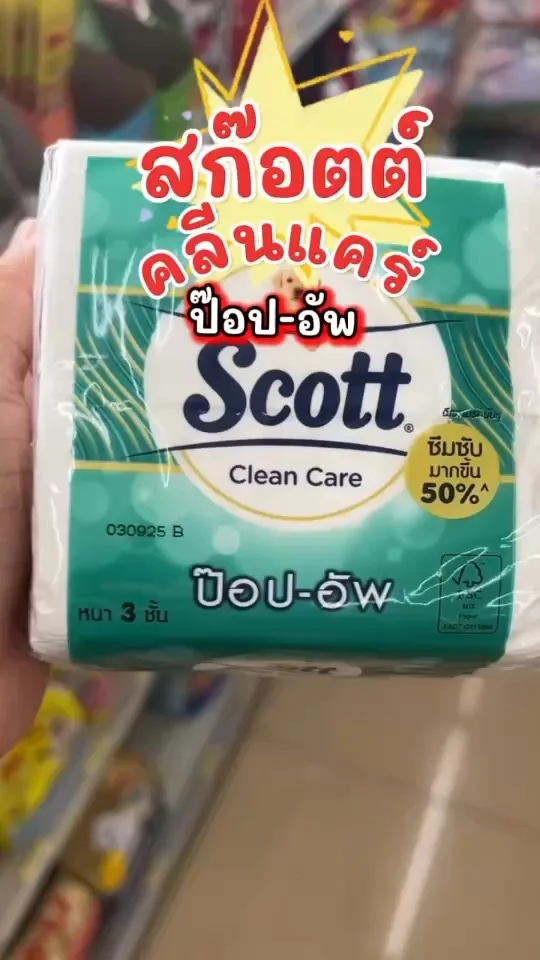 สก๊อตต์
คลีนแคร์
ป๊อป-อัพ
Scott®
Clean Care
ซึมซับ
มากขึ้น
50%^
030925 B
ป๊อป-อัพ
หนา 3 ชั้น
FSC
MIX